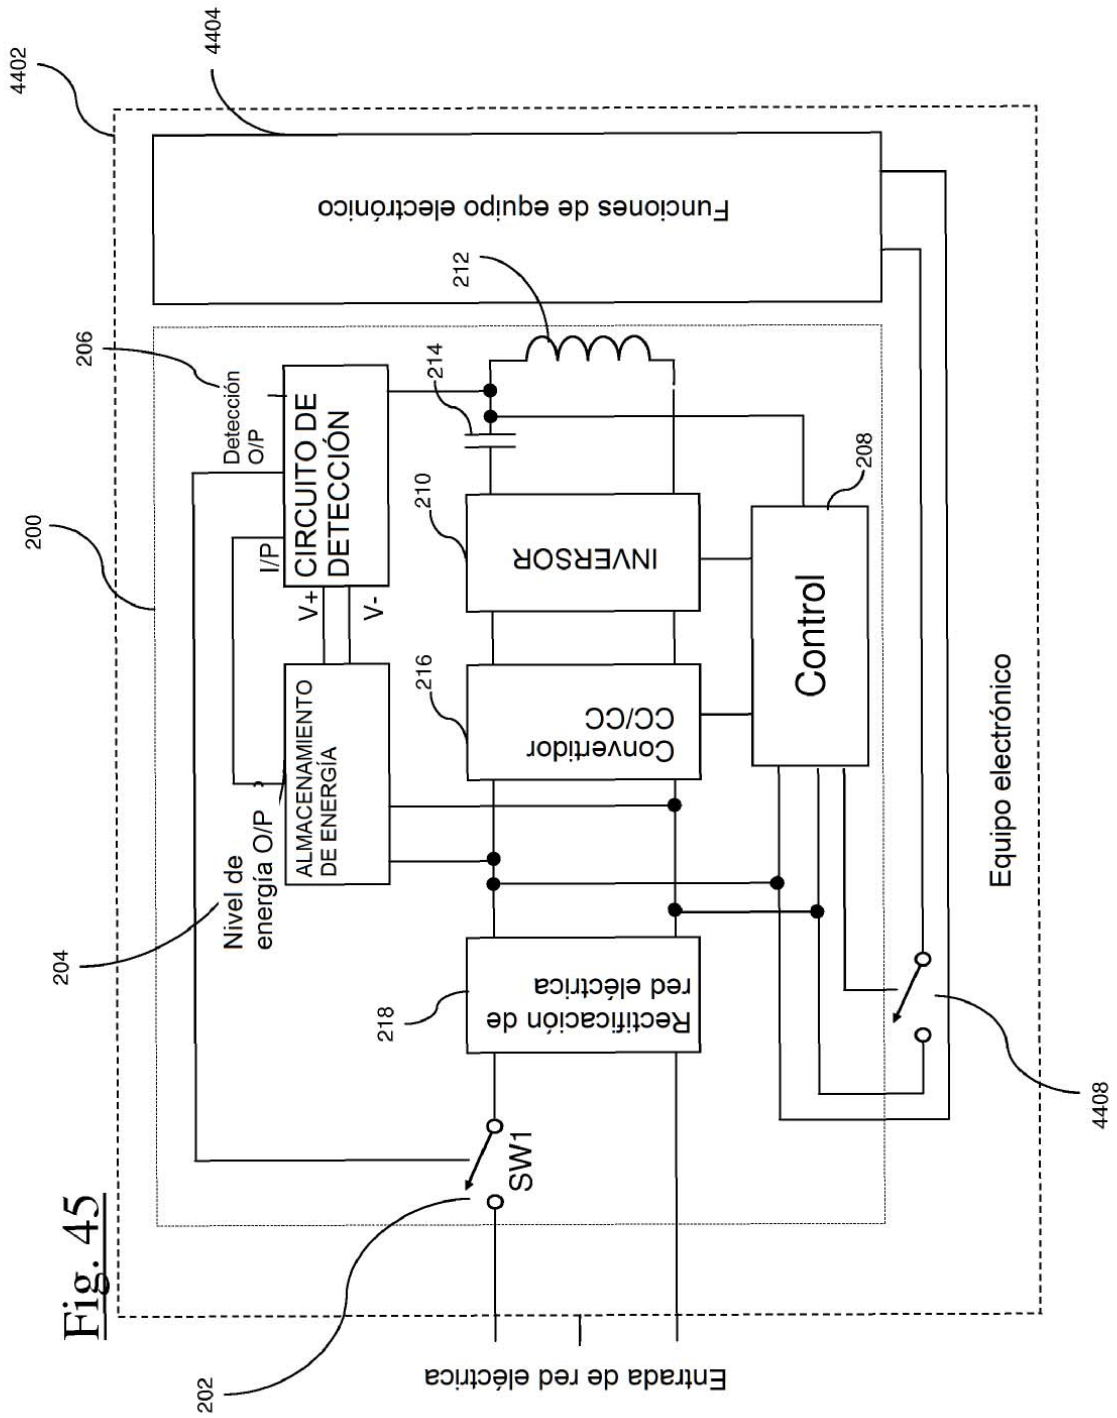 Fig. 45
4402
4404
200
206
204
202
Detección
O/P
I/P
CIRCUITO DE
DETECCIÓN
V+
V-
Nivel de
energía O/P
ALMACENAMIENTO
DE ENERGÍA
212
214
210
216
218
INVERSOR
Convertidor
CC/CC
Rectificación de
red eléctrica
SW1
208
Control
Funciones de equipo electrónico
Entrada de red eléctrica
Equipo electrónico
4408